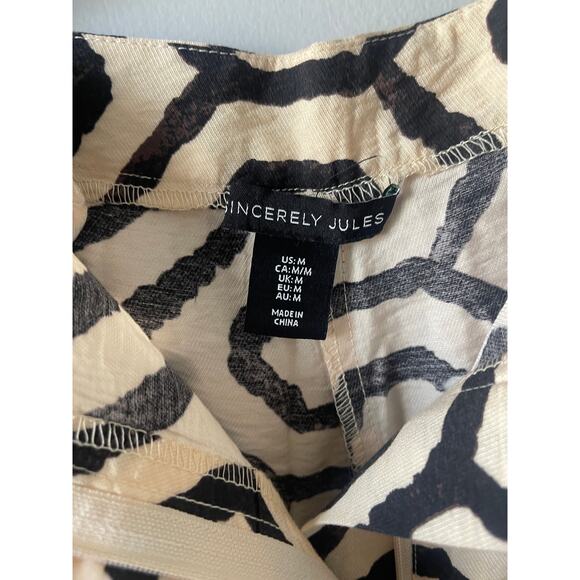 SINCERELY JULES
US: M
CA: M/M
UK: M
EU: M
AU: M
MADE IN
CHINA